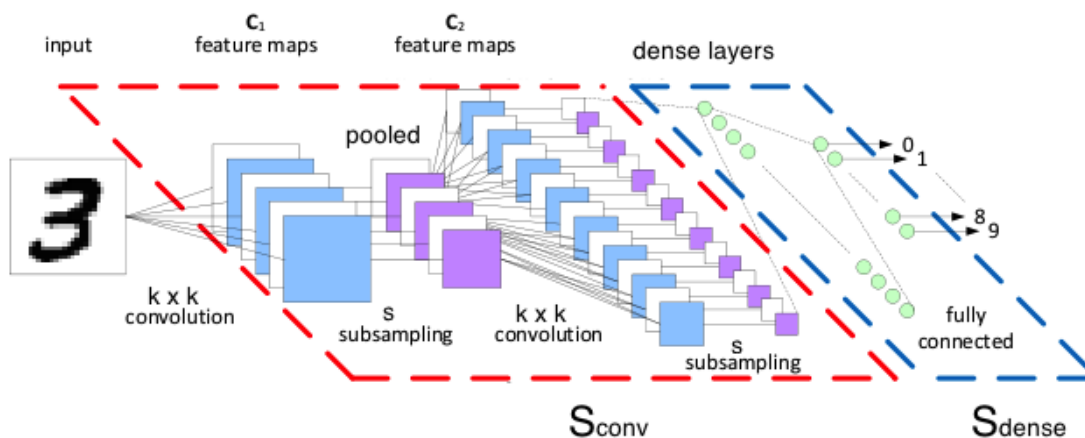 input
C1
feature maps
C2
feature maps
dense layers
pooled
0
1
8
9
k x k
convolution
s
subsampling
k x k
convolution
s
subsampling
fully
connected
Sconv
Sdense